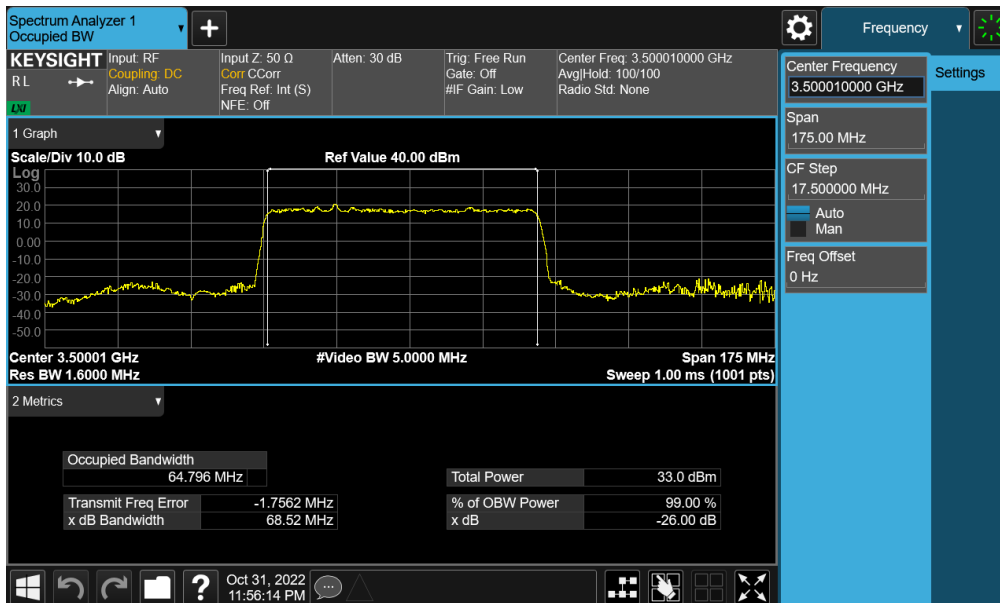 Spectrum Analyzer 1
Occupied BW
Frequency
KEYSIGHT
R L
LXI
Input: RF
Coupling: DC
Align: Auto
Input Z: 50 Ω
Corr CCorr
Freq Ref: Int (S)
NFE: Off
Atten: 30 dB
Trig: Free Run
Gate: Off
#IF Gain: Low
Center Freq: 3.500010000 GHz
Avg|Hold: 100/100
Radio Std: None
Center Frequency
3.500010000 GHz
Settings
Span
175.00 MHz
CF Step
17.500000 MHz
Auto
Man
Freq Offset
0 Hz
1 Graph
Scale/Div 10.0 dB
Ref Value 40.00 dBm
Log
30.0
20.0
10.0
0.00
-10.0
-20.0
-30.0
-40.0
-50.0
Center 3.50001 GHz
#Video BW 5.0000 MHz
Span 175 MHz
Res BW 1.6000 MHz
Sweep 1.00 ms (1001 pts)
2 Metrics
Occupied Bandwidth
64.796 MHz
Total Power 33.0 dBm
Transmit Freq Error -1.7562 MHz
% of OBW Power 99.00 %
x dB Bandwidth 68.52 MHz
x dB -26.00 dB
?
Oct 31, 2022
11:56:14 PM